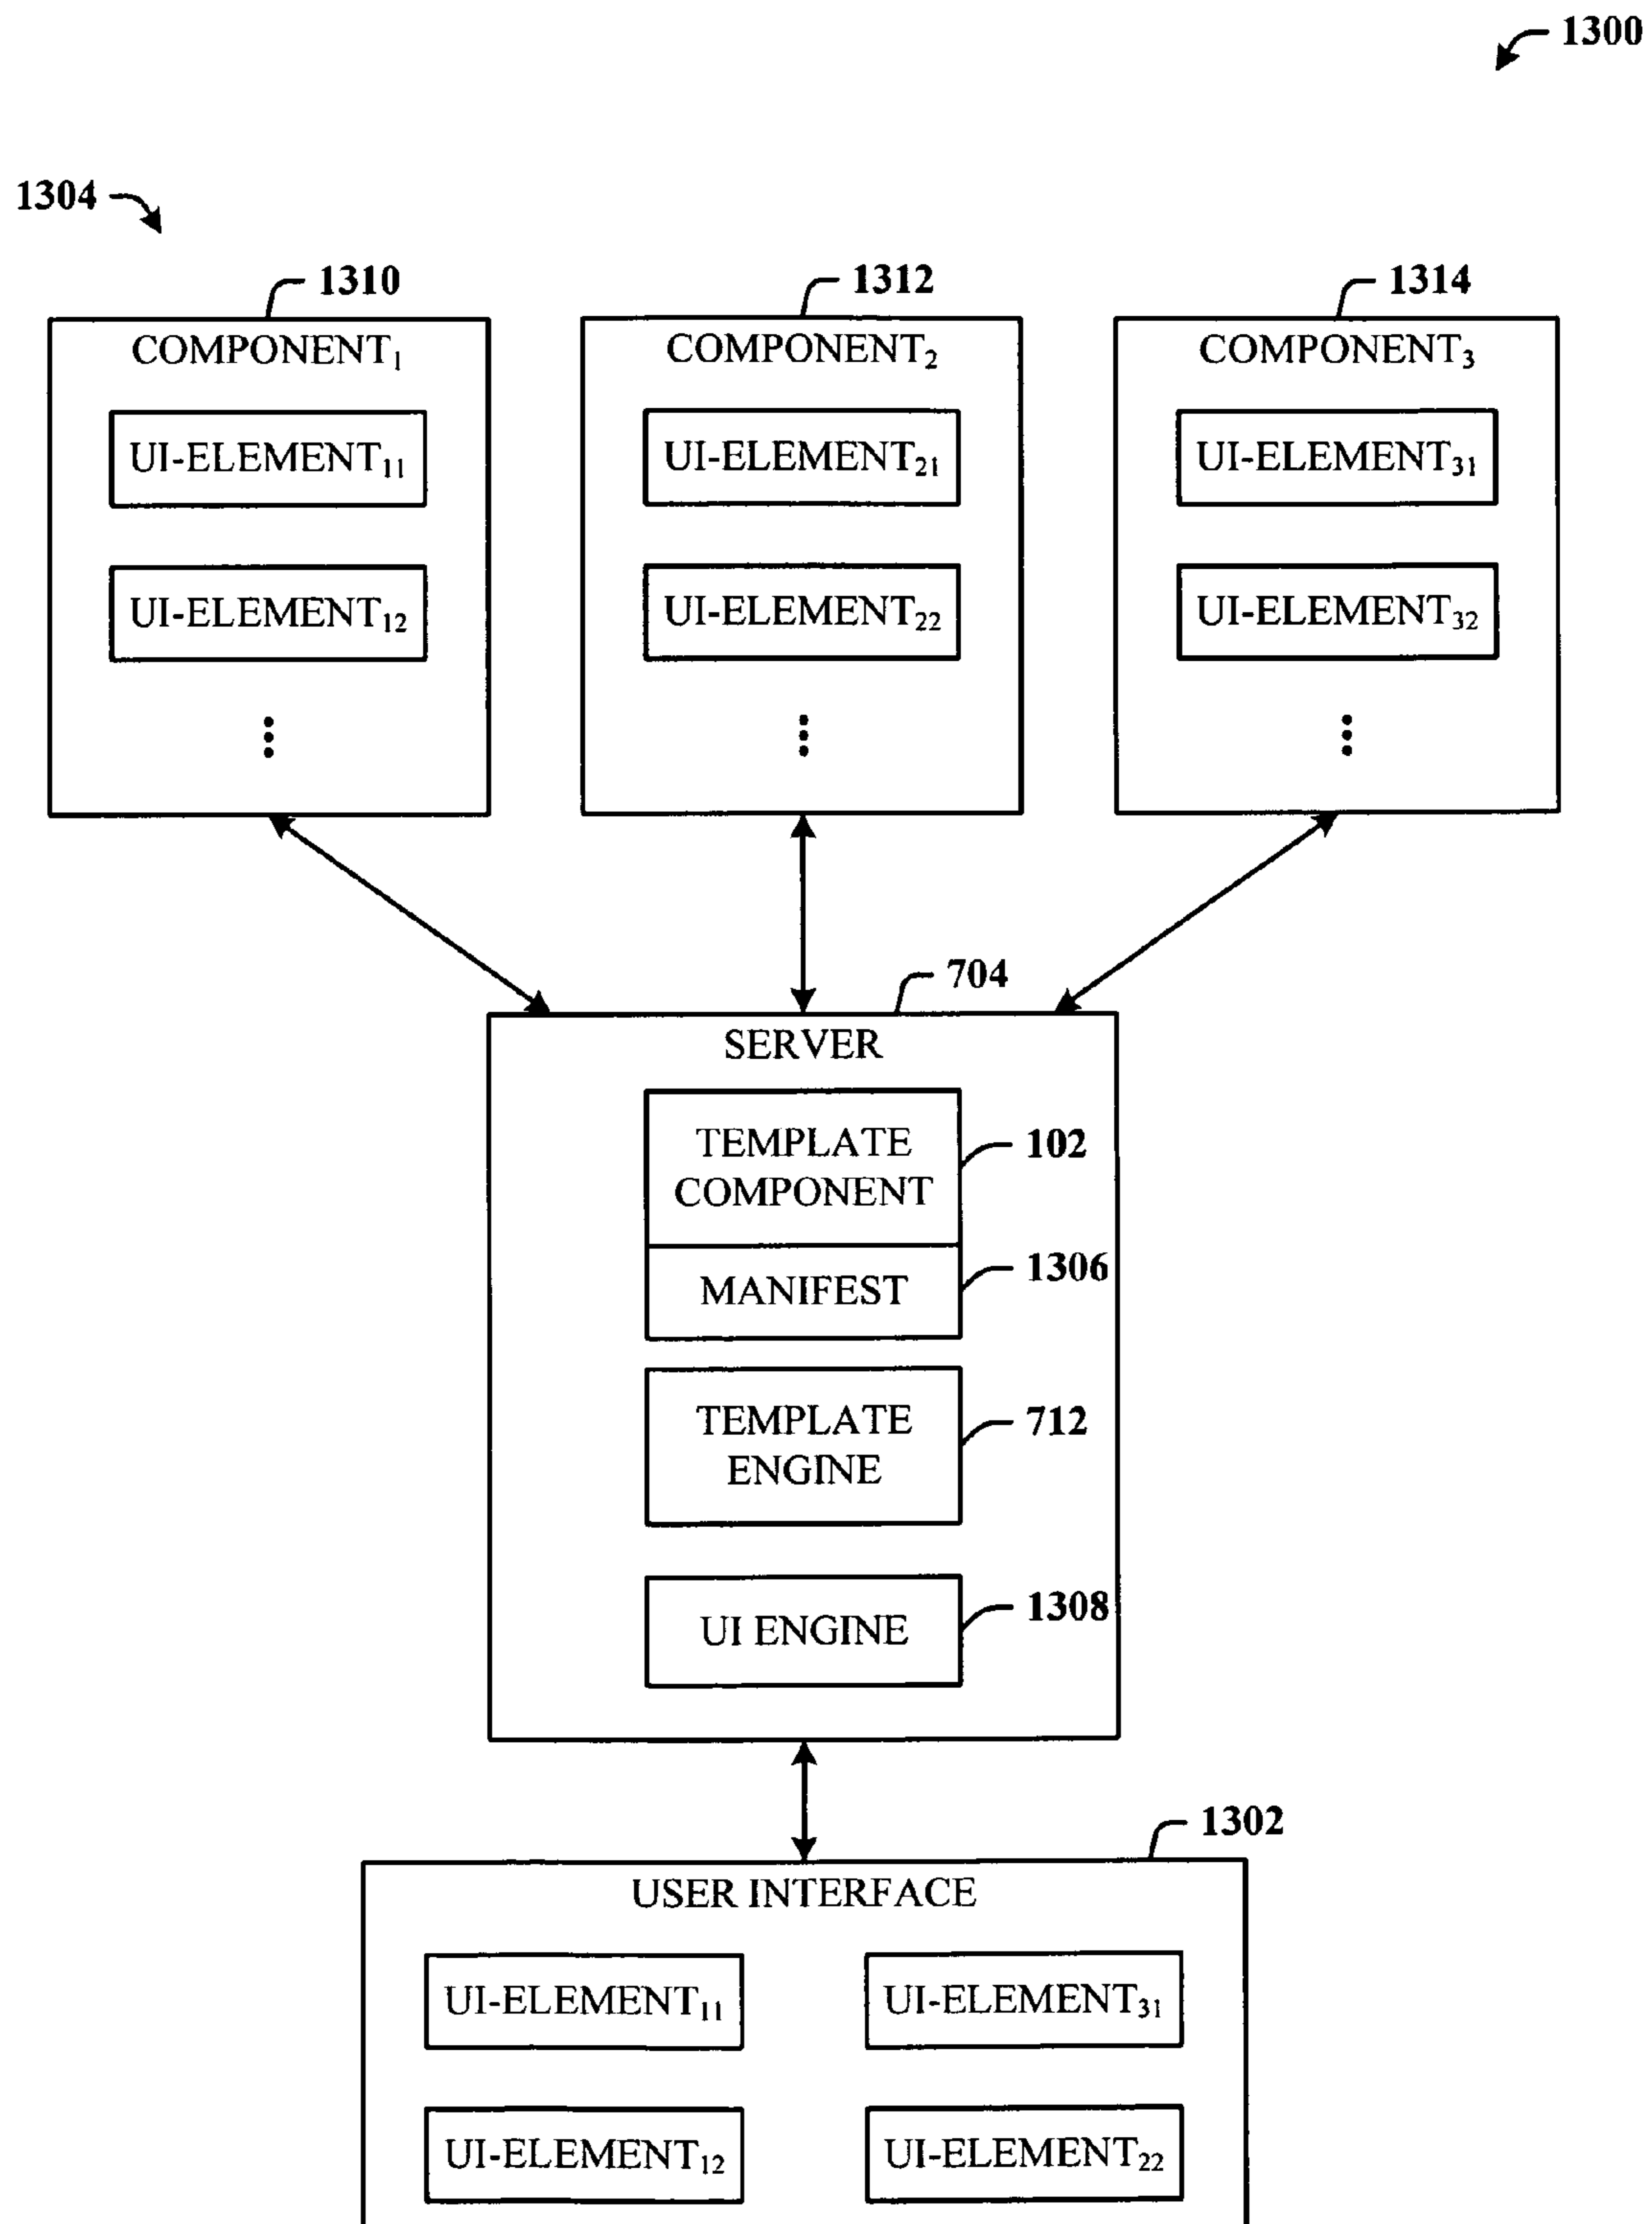 1300
1304
1310
1312
1314
COMPONENT₁
COMPONENT₂
COMPONENT₃
UI-ELEMENT₁₁
UI-ELEMENT₂₁
UI-ELEMENT₃₁
UI-ELEMENT₁₂
UI-ELEMENT₂₂
UI-ELEMENT₃₂
704
SERVER
TEMPLATE
COMPONENT
102
MANIFEST
1306
TEMPLATE
ENGINE
712
UI ENGINE
1308
1302
USER INTERFACE
UI-ELEMENT₁₁
UI-ELEMENT₃₁
UI-ELEMENT₁₂
UI-ELEMENT₂₂